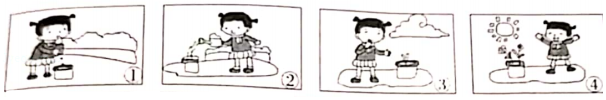 ①
②
③
④